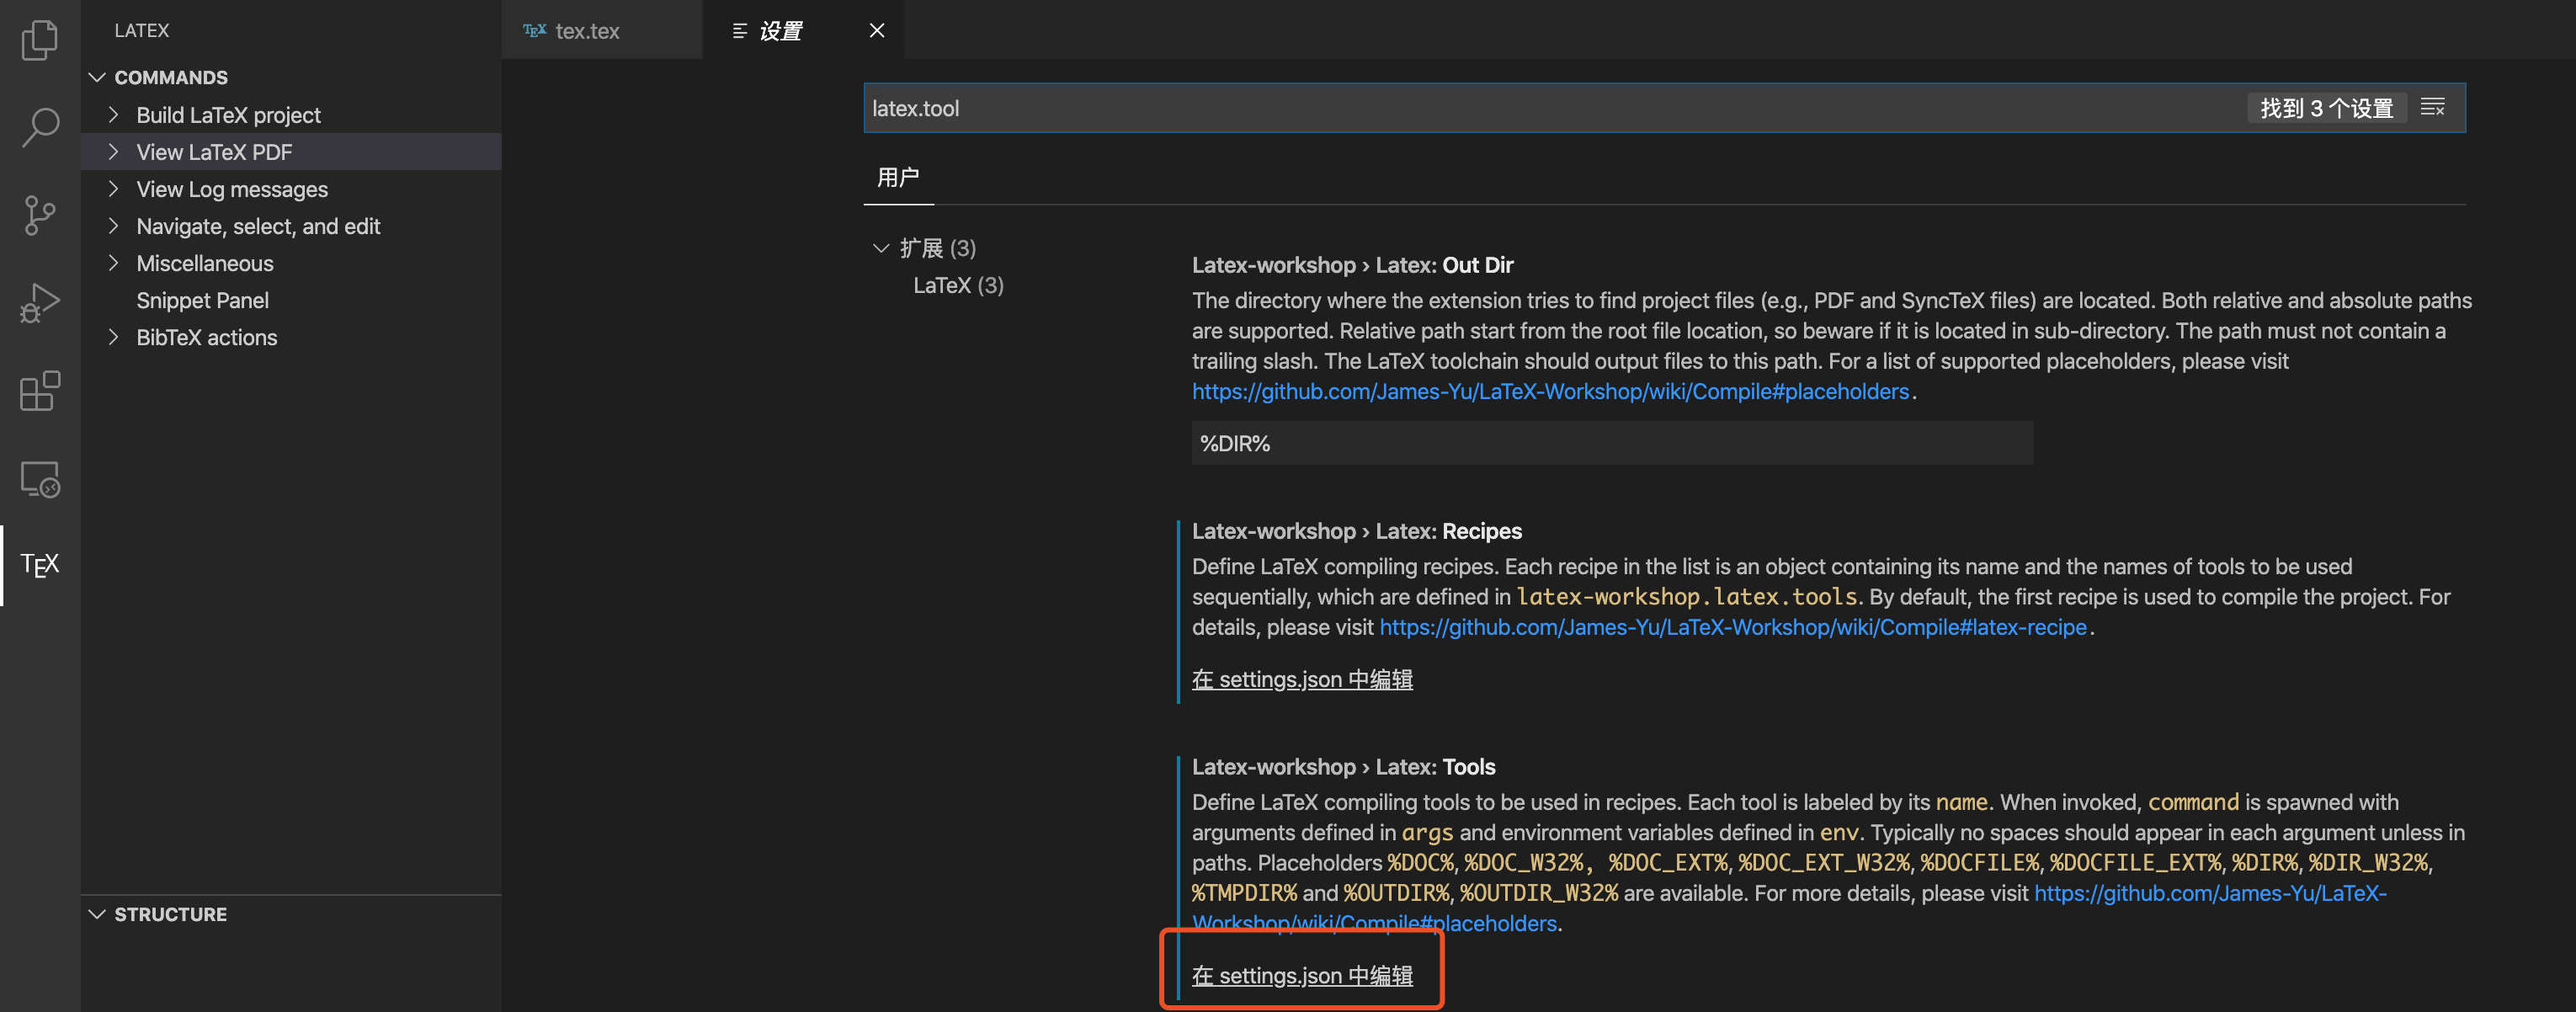 LATEX
COMMANDS
Build LaTeX project
View LaTeX PDF
View Log messages
Navigate, select, and edit
Miscellaneous
Snippet Panel
BibTeX actions
TEX
STRUCTURE
TEX tex.tex
设置
latex.tool
找到 3 个设置
用户
扩展 (3)
LaTeX (3)
Latex-workshop › Latex: Out Dir
The directory where the extension tries to find project files (e.g., PDF and SyncTeX files) are located. Both relative and absolute paths
are supported. Relative path start from the root file location, so beware if it is located in sub-directory. The path must not contain a
trailing slash. The LaTeX toolchain should output files to this path. For a list of supported placeholders, please visit
https://github.com/James-Yu/LaTeX-Workshop/wiki/Compile#placeholders.
%DIR%
Latex-workshop › Latex: Recipes
Define LaTeX compiling recipes. Each recipe in the list is an object containing its name and the names of tools to be used
sequentially, which are defined in latex-workshop.latex.tools. By default, the first recipe is used to compile the project. For
details, please visit https://github.com/James-Yu/LaTeX-Workshop/wiki/Compile#latex-recipe.
在 settings.json 中编辑
Latex-workshop › Latex: Tools
Define LaTeX compiling tools to be used in recipes. Each tool is labeled by its name. When invoked, command is spawned with
arguments defined in args and environment variables defined in env. Typically no spaces should appear in each argument unless in
paths. Placeholders %DOC%, %DOC_W32%, %DOC_EXT%, %DOC_EXT_W32%, %DOCFILE%, %DOCFILE_EXT%, %DIR%, %DIR_W32%,
%TMPDIR% and %OUTDIR%, %OUTDIR_W32% are available. For more details, please visit https://github.com/James-Yu/LaTeX-
Workshop/wiki/Compile#placeholders.
在 settings.json 中编辑